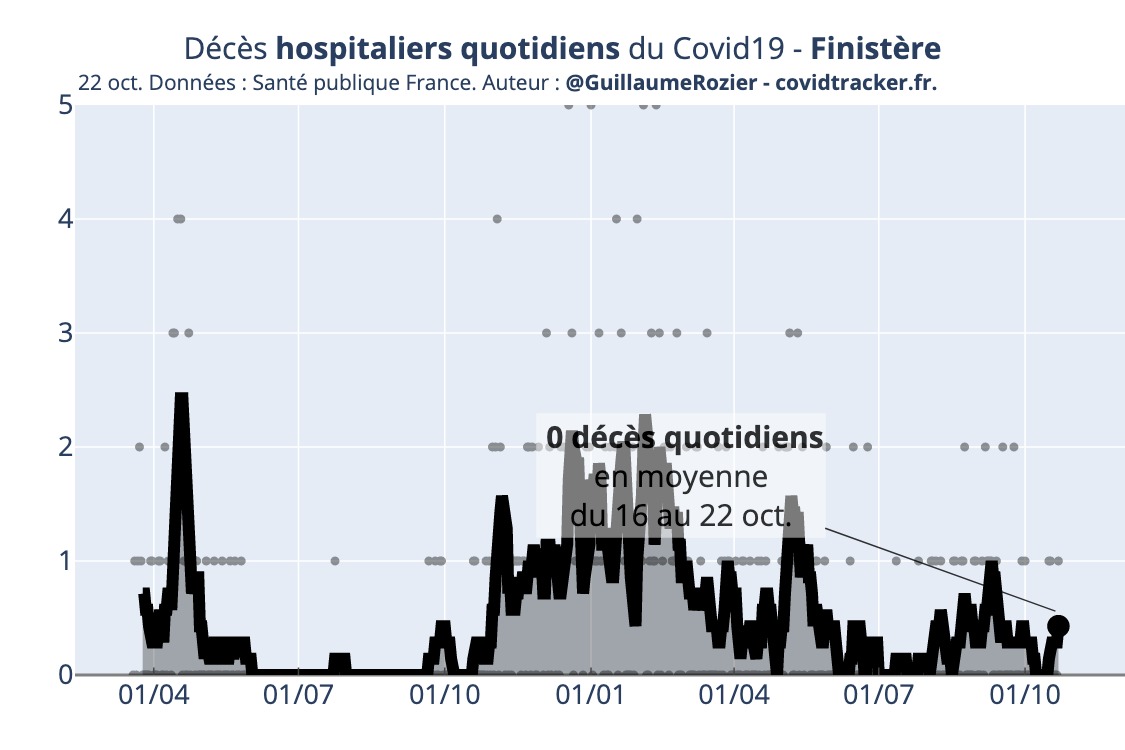 Décès hospitaliers quotidiens du Covid19 - Finistère
22 oct. Données : Santé publique France. Auteur : @GuillaumeRozier - covidtracker.fr.
5
4
3
2
1
0
0 décès quotidiens
en moyenne
du 16 au 22 oct.
01/04 01/07 01/10 01/01 01/04 01/07 01/10